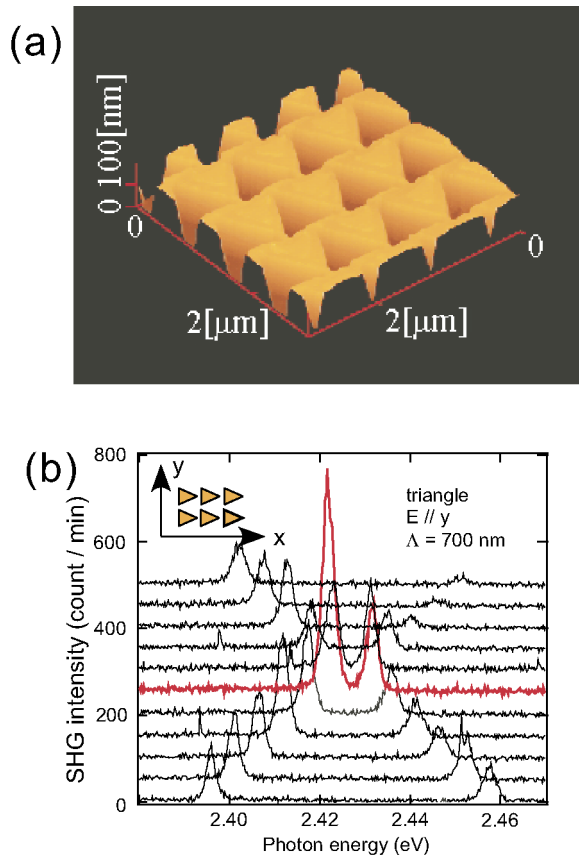 (a)
0 100[nm]
0
0
2[μm]
2[μm]
(b)
800
600
400
200
0
y
x
triangle
E // y
Λ = 700 nm
SHG intensity (count / min)
2.40
2.42
2.44
2.46
Photon energy (eV)